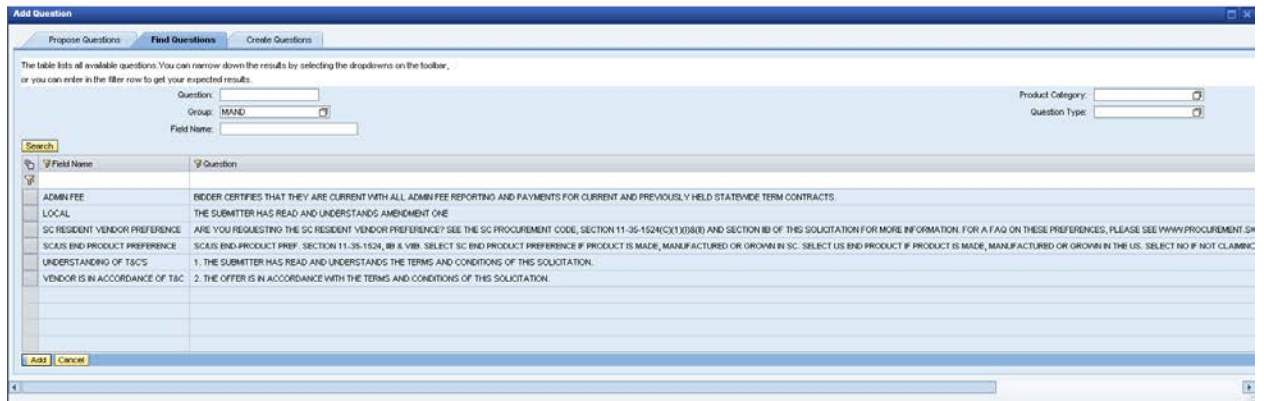 Add Question
Propose Questions Find Questions Create Questions
The table lists all available questions.You can narrow down the results by selecting the dropdowns on the toolbar,
or you can enter in the filter row to get your expected results.
Question: Product Category:
Group: MAND Question Type:
Field Name:
Search
Field Name Question
ADMIN FEE BIDDER CERTIFIES THAT THEY ARE CURRENT WITH ALL ADMIN FEE REPORTING AND PAYMENTS FOR CURRENT AND PREVIOUSLY HELD STATEWIDE TERM CONTRACTS.
LOCAL THE SUBMITTER HAS READ AND UNDERSTANDS AMENDMENT ONE
SC RESIDENT VENDOR PREFERENCE ARE YOU REQUESTING THE SC RESIDENT VENDOR PREFERENCE? SEE THE SC PROCUREMENT CODE, SECTION 11-35-1524(C)(1)(I)&(II) AND SECTION IIB OF THIS SOLICITATION FOR MORE INFORMATION. FOR A FAQ ON THESE PREFERENCES, PLEASE SEE WWW.PROCUREMENT.
SC/US END PRODUCT PREFERENCE SC/US END-PRODUCT PREF. SECTION 11-35-1524, IIB & VIIB. SELECT SC END PRODUCT PREFERENCE IF PRODUCT IS MADE, MANUFACTURED OR GROWN IN SC. SELECT US END PRODUCT IF PRODUCT IS MADE, MANUFACTURED OR GROWN IN THE US. SELECT NO IF NOT
UNDERSTANDING OF T&C'S 1. THE SUBMITTER HAS READ AND UNDERSTANDS THE TERMS AND CONDITIONS OF THIS SOLICITATION.
VENDOR IS IN ACCORDANCE OF T&C 2. THE OFFER IS IN ACCORDANCE WITH THE TERMS AND CONDITIONS OF THIS SOLICITATION.
Add Cancel